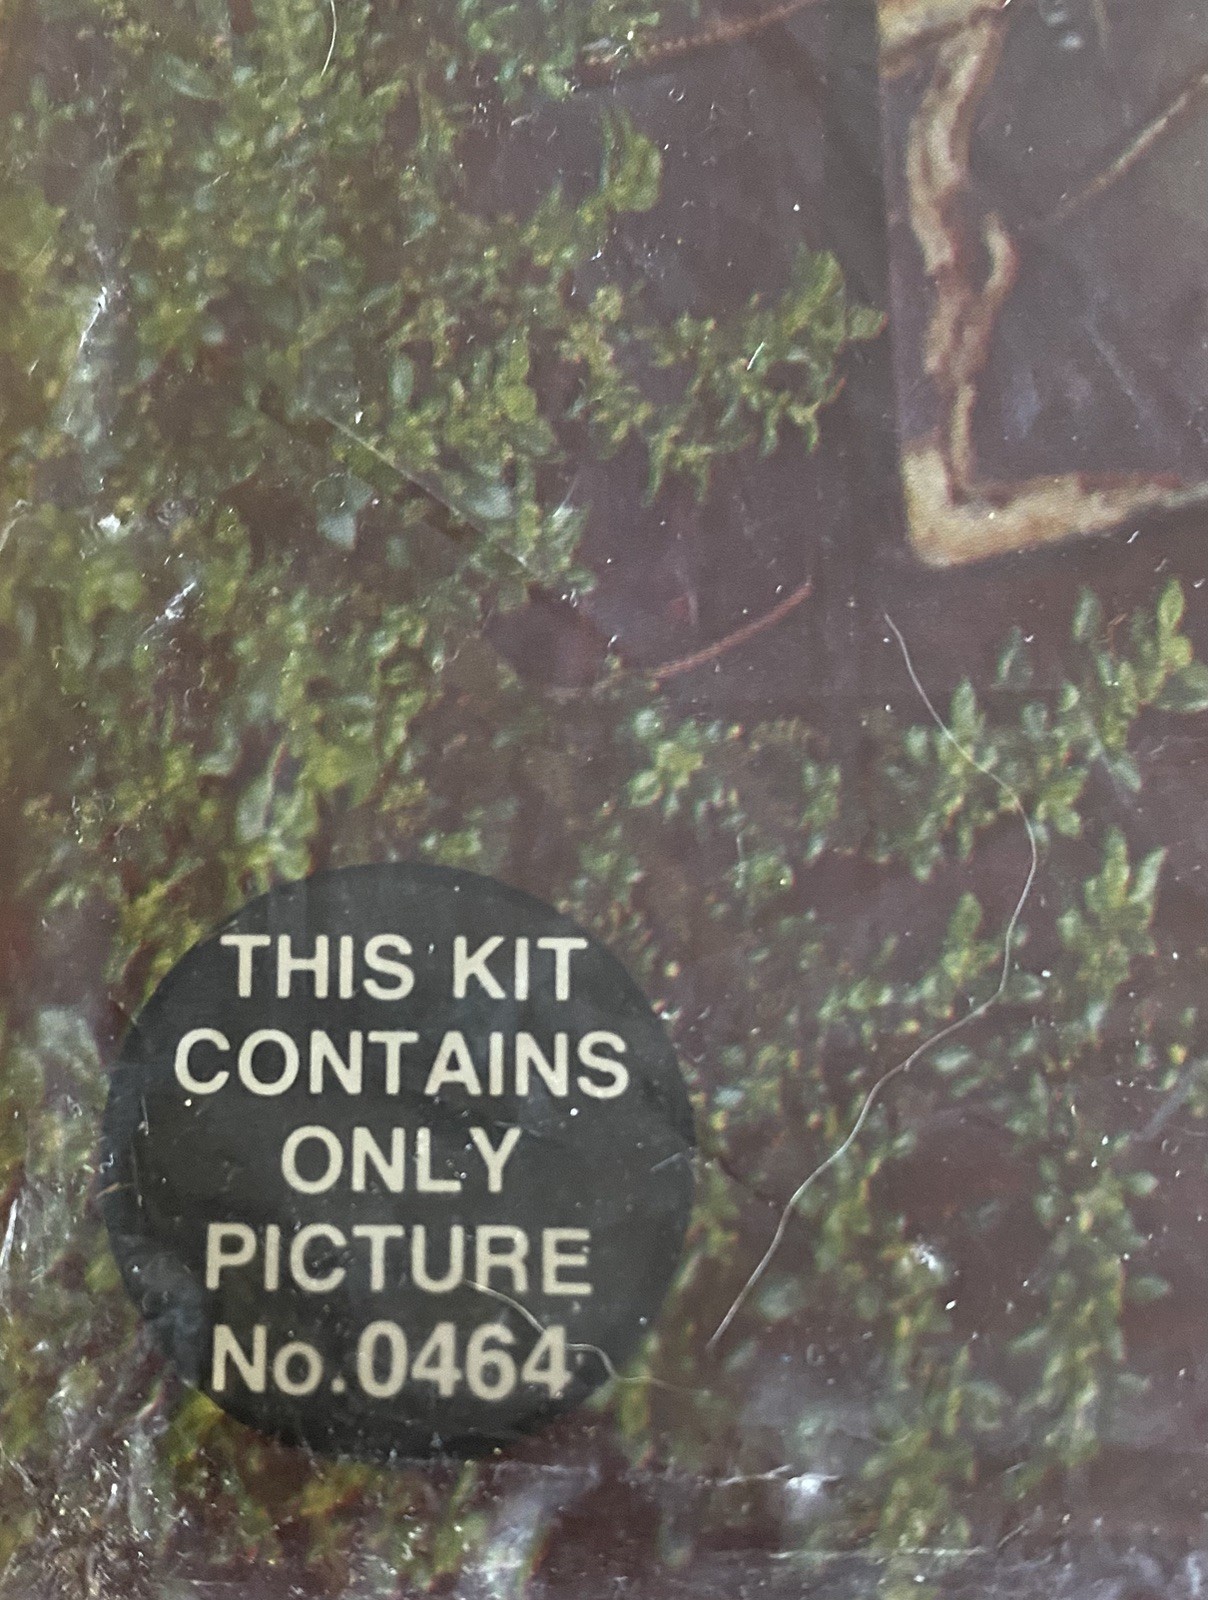 THIS KIT
CONTAINS
ONLY
PICTURE
No.0464